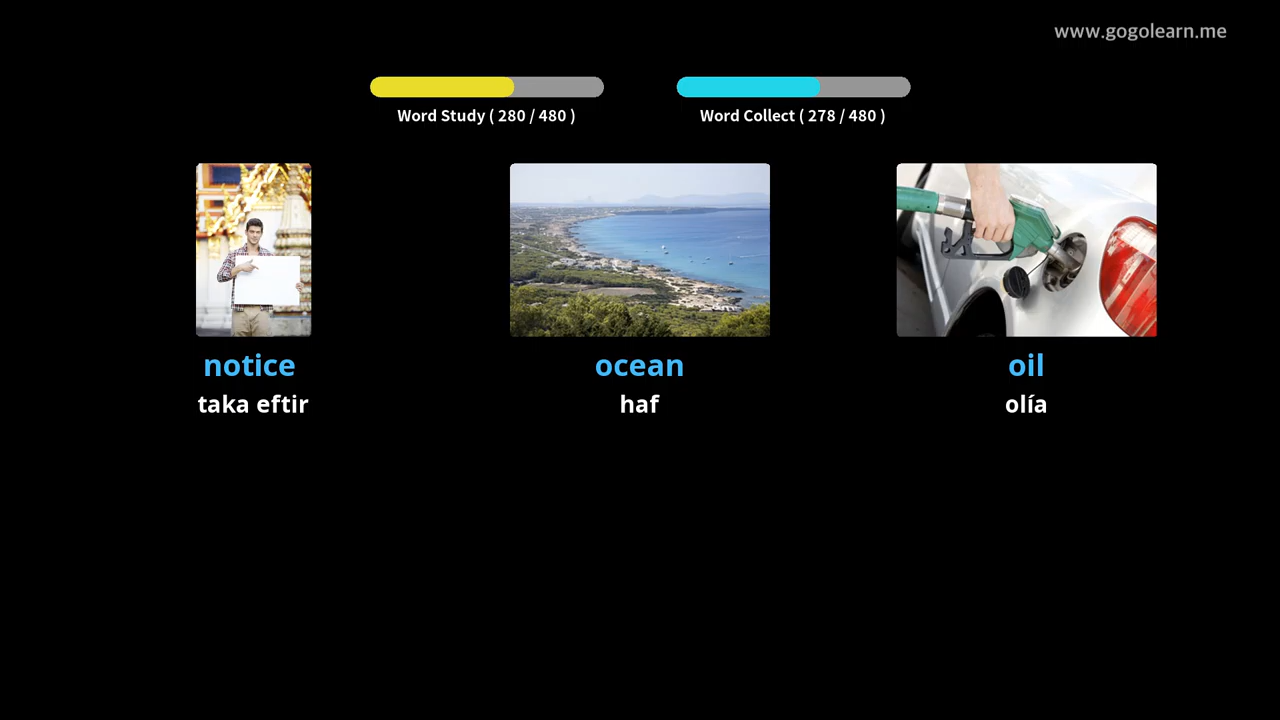 www.gogolearn.me
Word Study ( 280 / 480 )
Word Collect ( 278 / 480 )
notice
ocean
oil
taka eftir
haf
olía